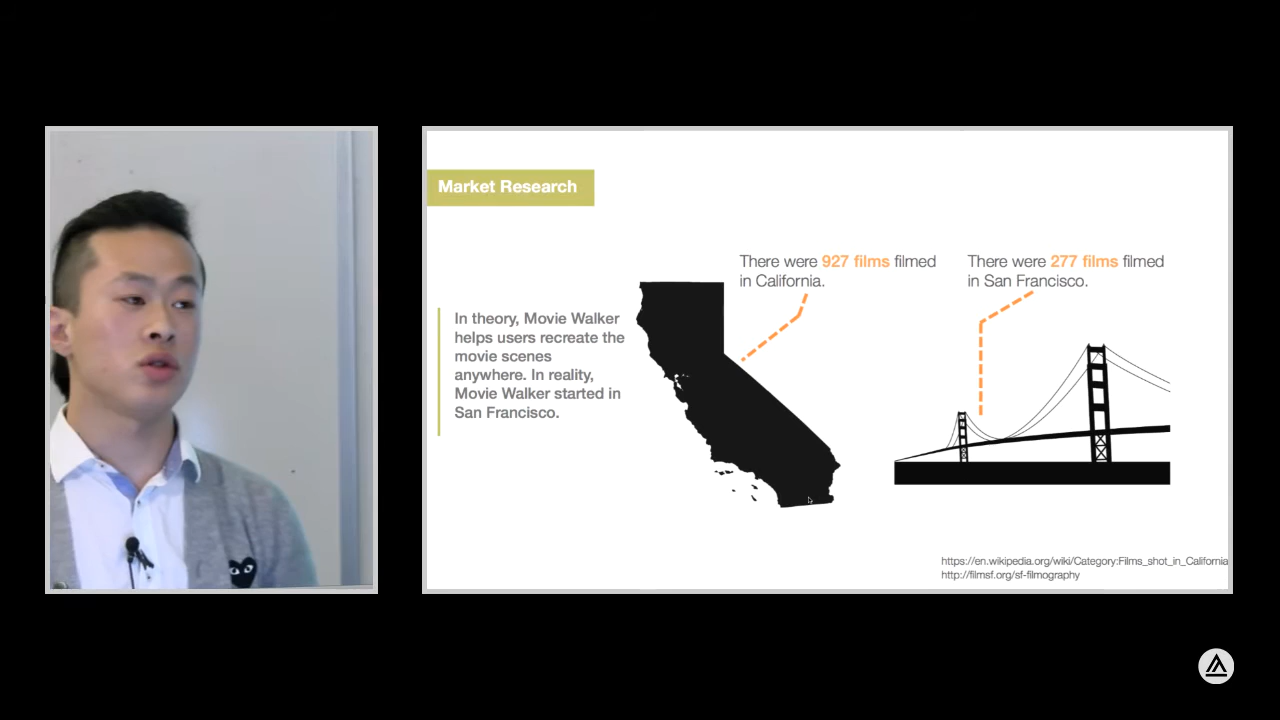 Market Research
There were 927 films filmed
in California.
There were 277 films filmed
in San Francisco.
In theory, Movie Walker
helps users recreate the
movie scenes
anywhere. In reality,
Movie Walker started in
San Francisco.
https://en.wikipedia.org/wiki/Category:Films_shot_in_California
http://filmsf.org/sf-filmography